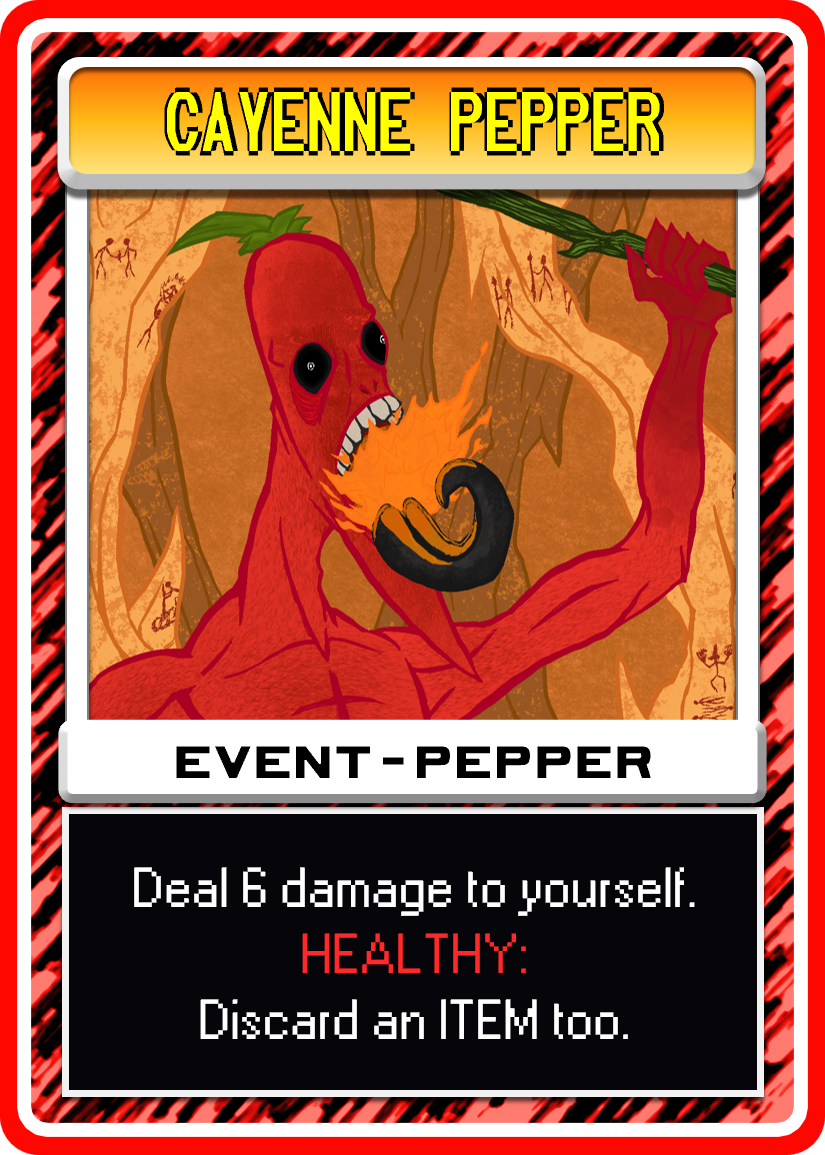 CAYENNE PEPPER
EVENT-PEPPER
Deal 6 damage to yourself.
HEALTHY:
Discard an ITEM too.